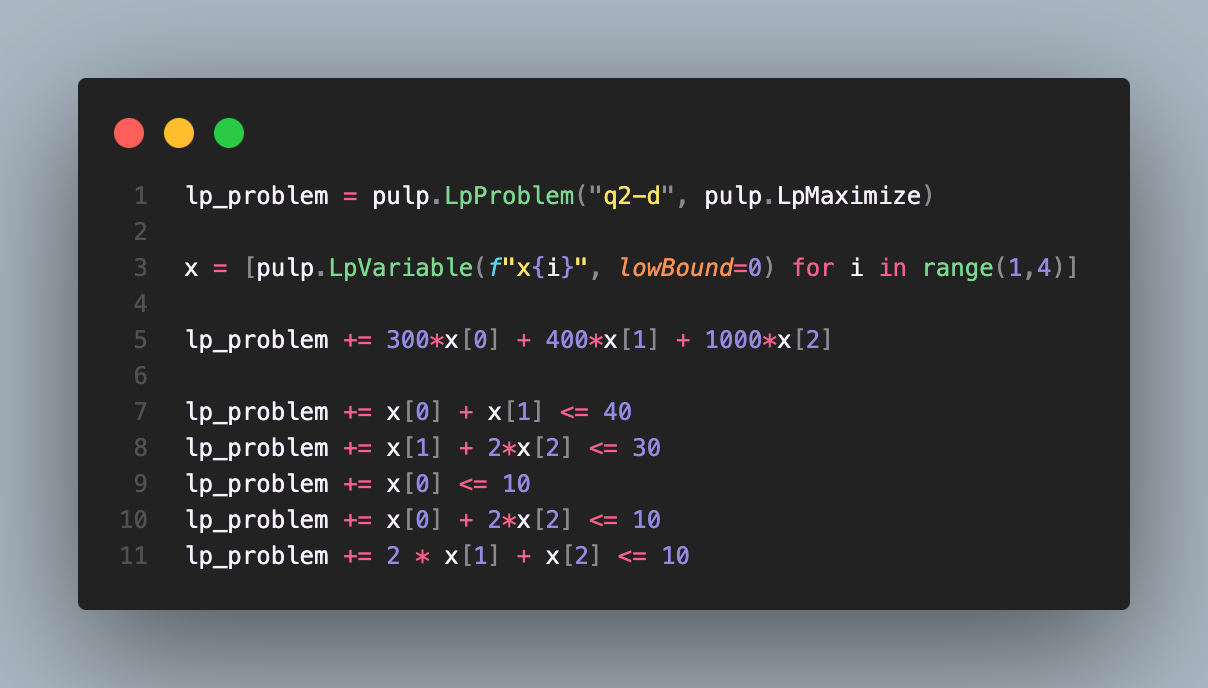 1 lp_problem = pulp.LpProblem("q2-d", pulp.LpMaximize)
2
3 x = [pulp.LpVariable(f"x{i}", lowBound=0) for i in range(1,4)]
4
5 lp_problem += 300*x[0] + 400*x[1] + 1000*x[2]
6
7 lp_problem += x[0] + x[1] <= 40
8 lp_problem += x[1] + 2*x[2] <= 30
9 lp_problem += x[0] <= 10
10 lp_problem += x[0] + 2*x[2] <= 10
11 lp_problem += 2 * x[1] + x[2] <= 10